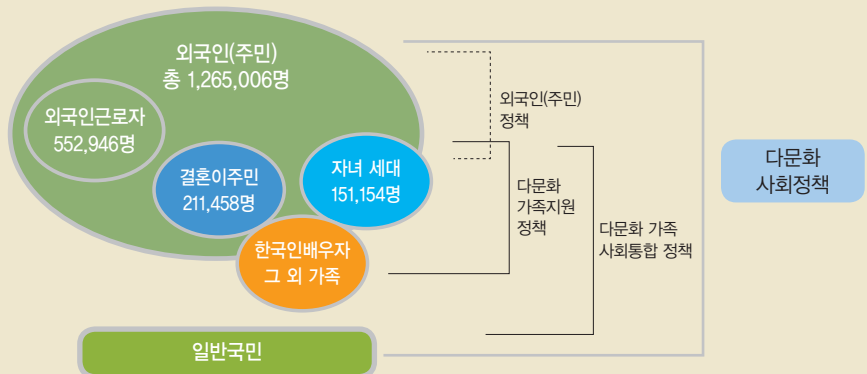 외국인(주민)
총 1,265,006명
외국인근로자
552,946명
결혼이주민
211,458명
자녀 세대
151,154명
한국인배우자
그 외 가족
일반국민
외국인(주민)
정책
다문화
가족지원
정책
다문화 가족
사회통합 정책
다문화
사회정책